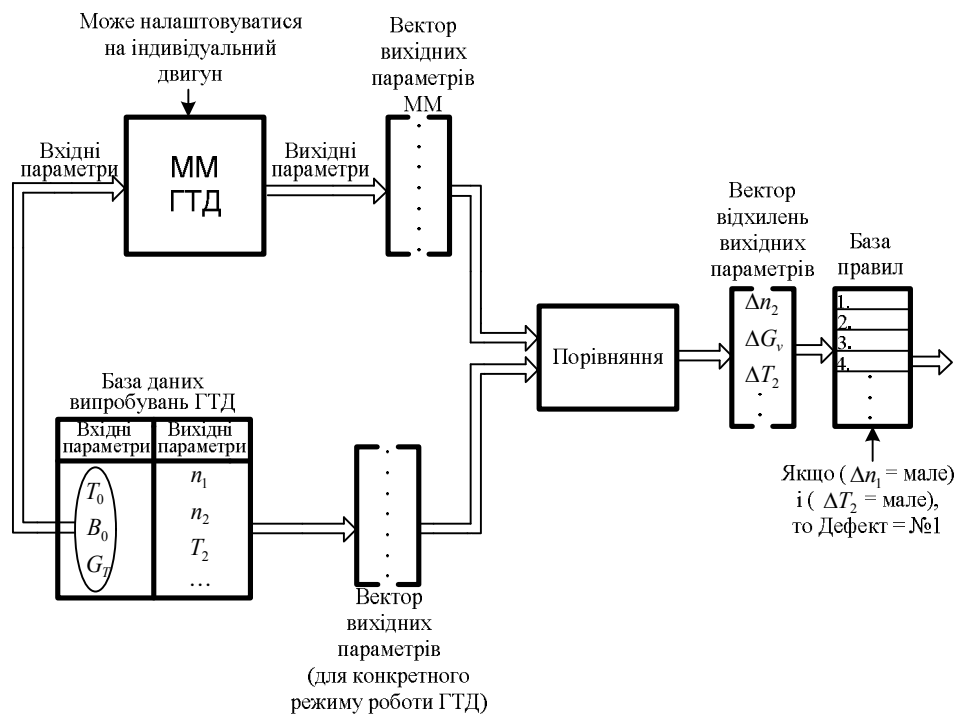 Може налаштовуватися
на індивідуальний
двигун
Вектор
вихідних
параметрів
ММ
Вхідні
параметри
ММ
ГТД
Вихідні
параметри
Вектор
відхилень
вихідних
параметрів
База
правил
Δn₂
ΔGᵥ
ΔT₂
1.
2.
3.
4.
Порівняння
База даних
випробувань ГТД
Вхідні
параметри
Вихідні
параметри
T₀
B₀
G_T
n₁
n₂
T₂
...
Вектор
вихідних
параметрів
(для конкретного
режиму роботи ГТД)
Якщо ( Δn₁ = мале)
і ( ΔT₂ = мале),
то Дефект = №1